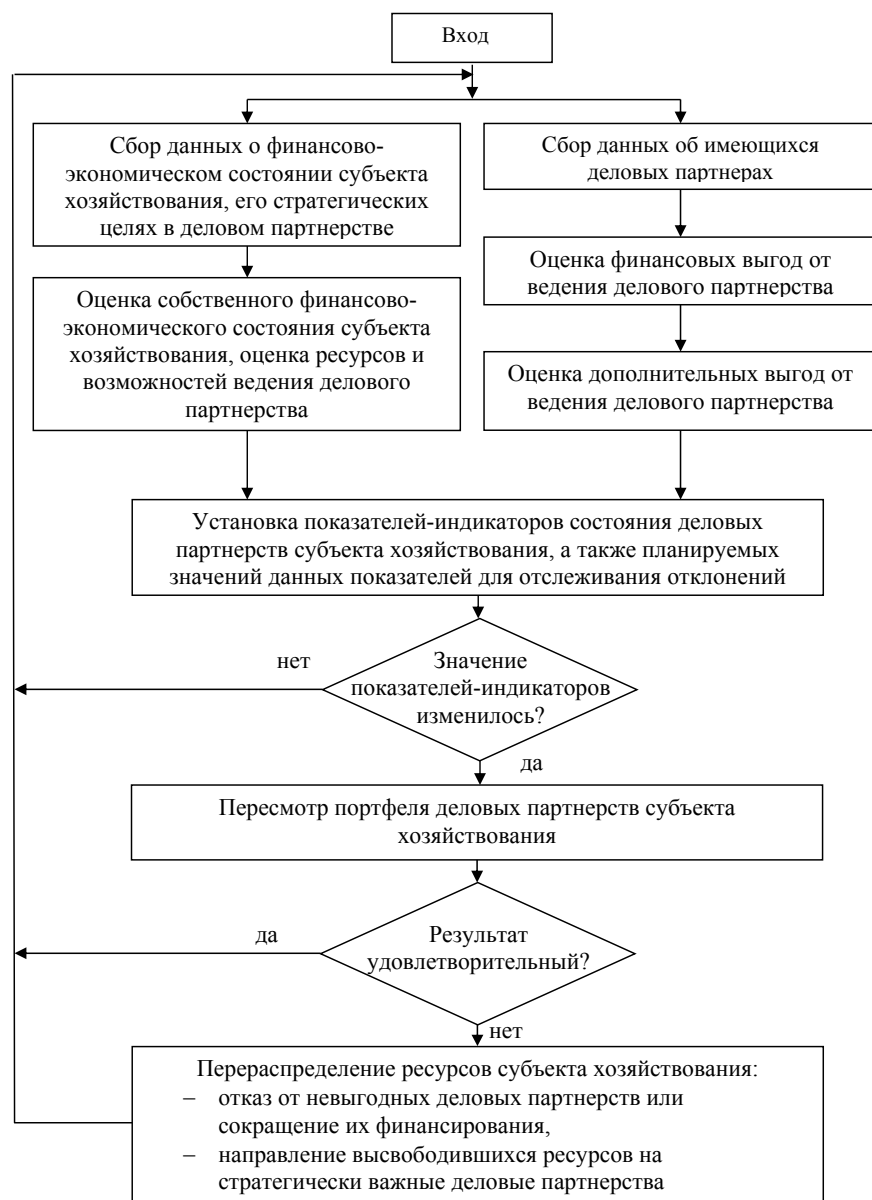 Вход
Сбор данных о финансово-
экономическом состоянии субъекта
хозяйствования, его стратегических
целях в деловом партнерстве
Сбор данных об имеющихся
деловых партнерах
Оценка собственного финансово-
экономического состояния субъекта
хозяйствования, оценка ресурсов и
возможностей ведения делового
партнерства
Оценка финансовых выгод от
ведения делового партнерства
Оценка дополнительных выгод от
ведения делового партнерства
Установка показателей-индикаторов состояния деловых
партнерств субъекта хозяйствования, а также планируемых
значений данных показателей для отслеживания отклонений
нет
Значение
показателей-индикаторов
изменилось?
да
Пересмотр портфеля деловых партнерств субъекта
хозяйствования
да
Результат
удовлетворительный?
нет
Перераспределение ресурсов субъекта хозяйствования:
– отказ от невыгодных деловых партнерств или
сокращение их финансирования,
– направление высвободившихся ресурсов на
стратегически важные деловые партнерства